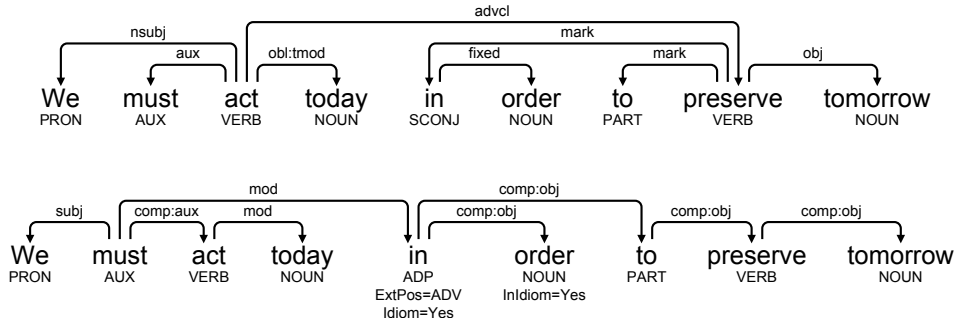 advcl
nsubj mark
aux obl:tmod fixed mark obj
We must act today in order to preserve tomorrow
PRON AUX VERB NOUN SCONJ NOUN PART VERB NOUN
mod comp:obj
subj comp:aux mod comp:obj comp:obj comp:obj
We must act today in order to preserve tomorrow
PRON AUX VERB NOUN ADP NOUN PART VERB NOUN
ExtPos=ADV InIdiom=Yes
Idiom=Yes